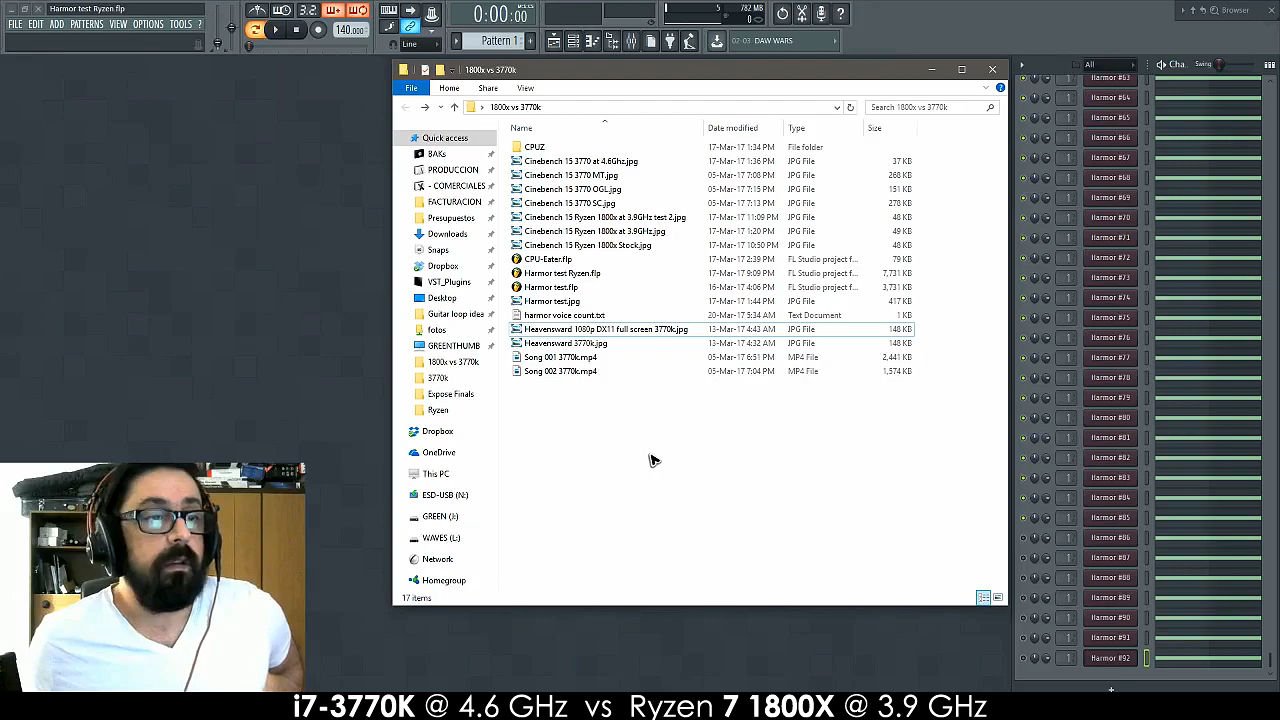 Harmor test Ryzen.flp
FILE EDIT ADD PATTERNS VIEW OPTIONS TOOLS ?
3.2.
140.000
Line
0:00:00
M:S:CS
Pattern 1
5
782 MB
0
02-03 DAW WARS
Browser
1800x vs 3770k
File Home Share View
1800x vs 3770k
Search 1800x vs 3770k
Name Date modified Type Size
CPUZ 17-Mar-17 1:34 PM File folder
Cinebench 15 3770 at 4.6Ghz.jpg 17-Mar-17 1:36 PM JPG File 37 KB
Cinebench 15 3770 MT.jpg 05-Mar-17 7:08 PM JPG File 268 KB
Cinebench 15 3770 OGL.jpg 05-Mar-17 7:15 PM JPG File 151 KB
Cinebench 15 3770 SC.jpg 05-Mar-17 7:13 PM JPG File 278 KB
Cinebench 15 Ryzen 1800x at 3.9GHz test 2.jpg 17-Mar-17 11:09 PM JPG File 48 KB
Cinebench 15 Ryzen 1800x at 3.9GHz.jpg 17-Mar-17 1:20 PM JPG File 49 KB
Cinebench 15 Ryzen 1800x Stock.jpg 17-Mar-17 10:50 PM JPG File 48 KB
CPU-Eater.flp 17-Mar-17 2:39 PM FL Studio project f... 79 KB
Harmor test Ryzen.flp 17-Mar-17 9:09 PM FL Studio project f... 7,731 KB
Harmor test.flp 16-Mar-17 4:06 PM FL Studio project f... 3,731 KB
Harmor test.jpg 17-Mar-17 1:44 PM JPG File 417 KB
harmor voice count.txt 20-Mar-17 5:34 AM Text Document 1 KB
Heavensward 1080p DX11 full screen 3770k.jpg 13-Mar-17 4:43 AM JPG File 148 KB
Heavensward 3770k.jpg 13-Mar-17 4:32 AM JPG File 148 KB
Song 001 3770k.mp4 05-Mar-17 6:51 PM MP4 File 2,441 KB
Song 002 3770k.mp4 05-Mar-17 7:04 PM MP4 File 1,574 KB
Quick access
BAKs
PRODUCCION
- COMERCIALES
FACTURACION
Presupuestos
Downloads
Snaps
Dropbox
VST_Plugins
Desktop
Guitar loop idea
fotos
GREENTHUMB
1800x vs 3770k
3770k
Expose Finals
Ryzen
Dropbox
OneDrive
This PC
ESD-USB (N:)
GREEN (J:)
WAVES (L:)
Network
Homegroup
17 items
All
Cha..
Swing
Harmor #63
Harmor #64
Harmor #65
Harmor #66
Harmor #67
Harmor #68
Harmor #69
Harmor #70
Harmor #71
Harmor #72
Harmor #73
Harmor #74
Harmor #75
Harmor #76
Harmor #77
Harmor #78
Harmor #79
Harmor #80
Harmor #81
Harmor #82
Harmor #83
Harmor #84
Harmor #85
Harmor #86
Harmor #87
Harmor #88
Harmor #89
Harmor #90
Harmor #91
Harmor #92
i7-3770K @ 4.6 GHz vs Ryzen 7 1800X @ 3.9 GHz